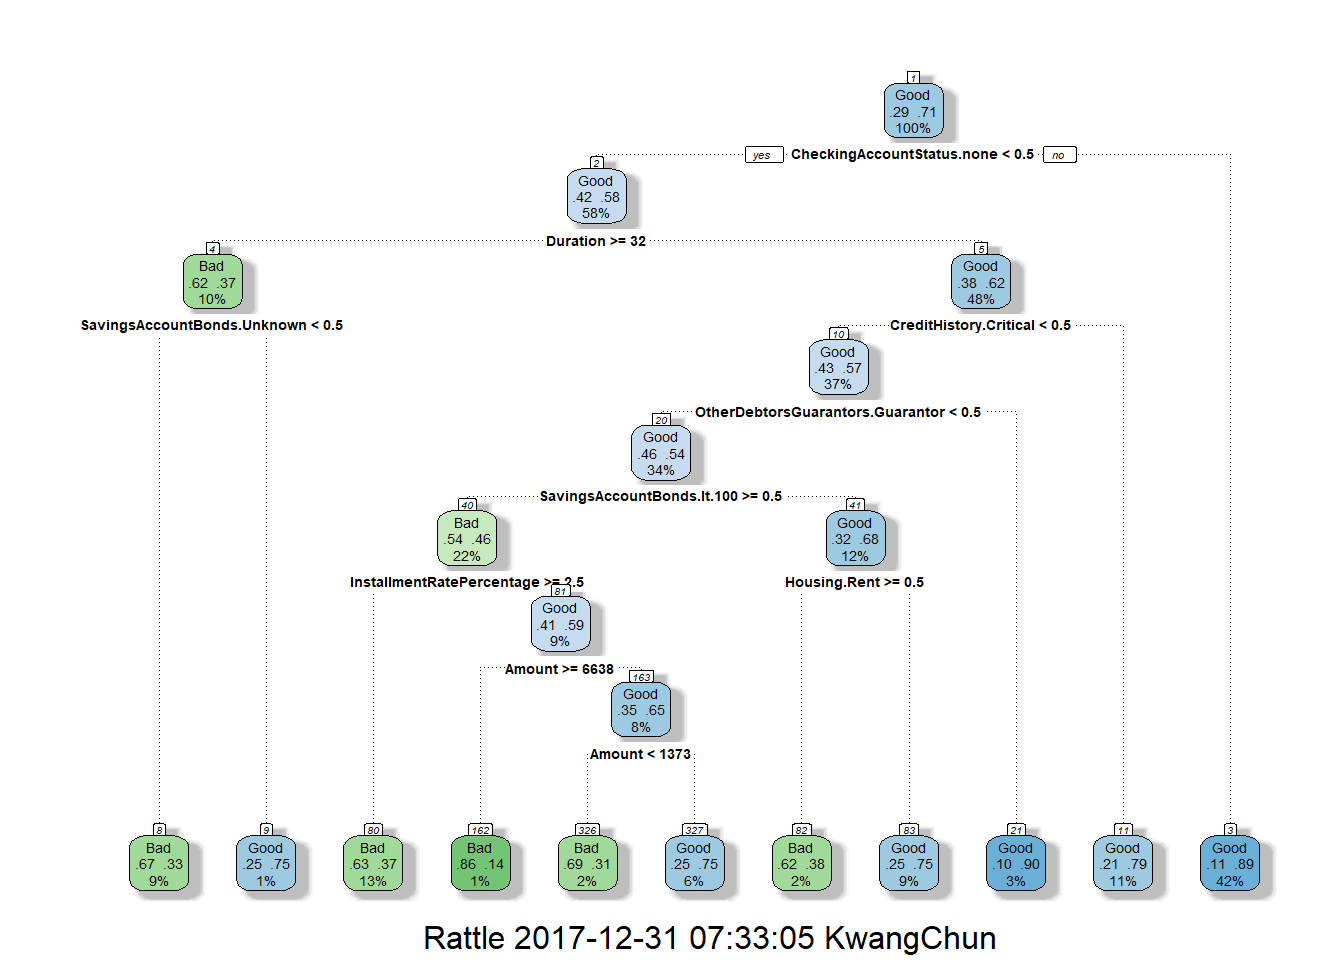 1
Good
.29 .71
100%
yes CheckingAccountStatus.none < 0.5 no
2
Good
.42 .58
58%
Duration >= 32
4
Bad
.62 .37
10%
5
Good
.38 .62
48%
SavingsAccountBonds.Unknown < 0.5
CreditHistory.Critical < 0.5
10
Good
.43 .57
37%
OtherDebtorsGuarantors.Guarantor < 0.5
20
Good
.46 .54
34%
SavingsAccountBonds.lt.100 >= 0.5
40
Bad
.54 .46
22%
41
Good
.32 .68
12%
InstallmentRatePercentage >= 2.5
Housing.Rent >= 0.5
81
Good
.41 .59
9%
Amount >= 6638
163
Good
.35 .65
8%
Amount < 1373
8
Bad
.67 .33
9%
9
Good
.25 .75
1%
80
Bad
.63 .37
13%
162
Bad
.86 .14
1%
326
Bad
.69 .31
2%
327
Good
.25 .75
6%
82
Bad
.62 .38
2%
83
Good
.25 .75
9%
21
Good
.10 .90
3%
11
Good
.21 .79
11%
3
Good
.11 .89
42%
Rattle 2017-12-31 07:33:05 KwangChun